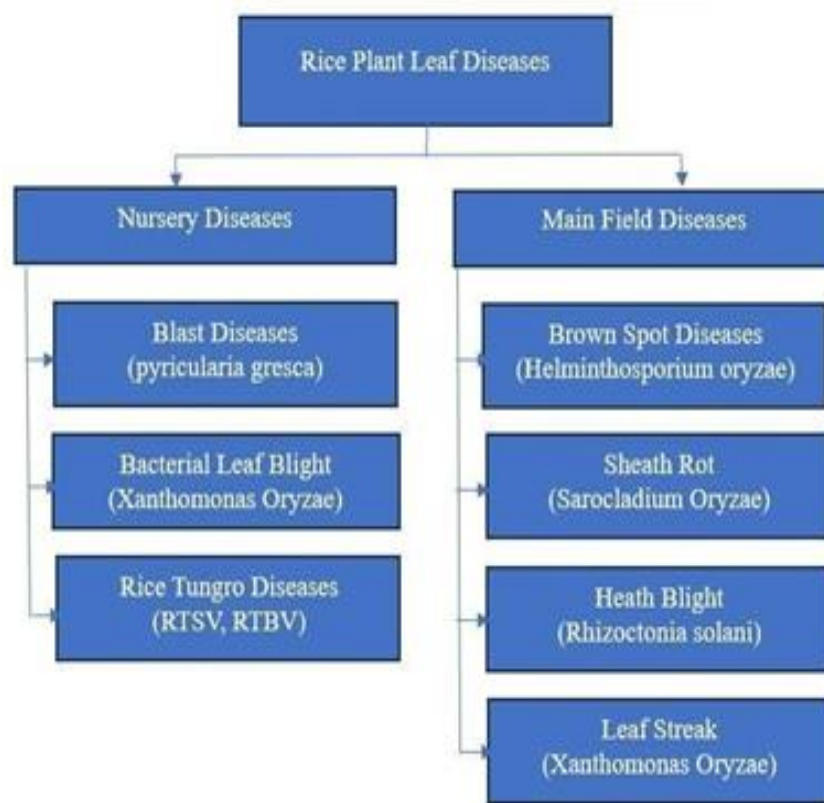 Rice Plant Leaf Diseases
Nursery Diseases
Blast Diseases
(pyricularia gresca)
Bacterial Leaf Blight
(Xanthomonas Oryzae)
Rice Tungro Diseases
(RTSV, RTBV)
Main Field Diseases
Brown Spot Diseases
(Helminthosporium oryzae)
Sheath Rot
(Sarocladium Oryzae)
Heath Blight
(Rhizoctonia solani)
Leaf Streak
(Xanthomonas Oryzae)